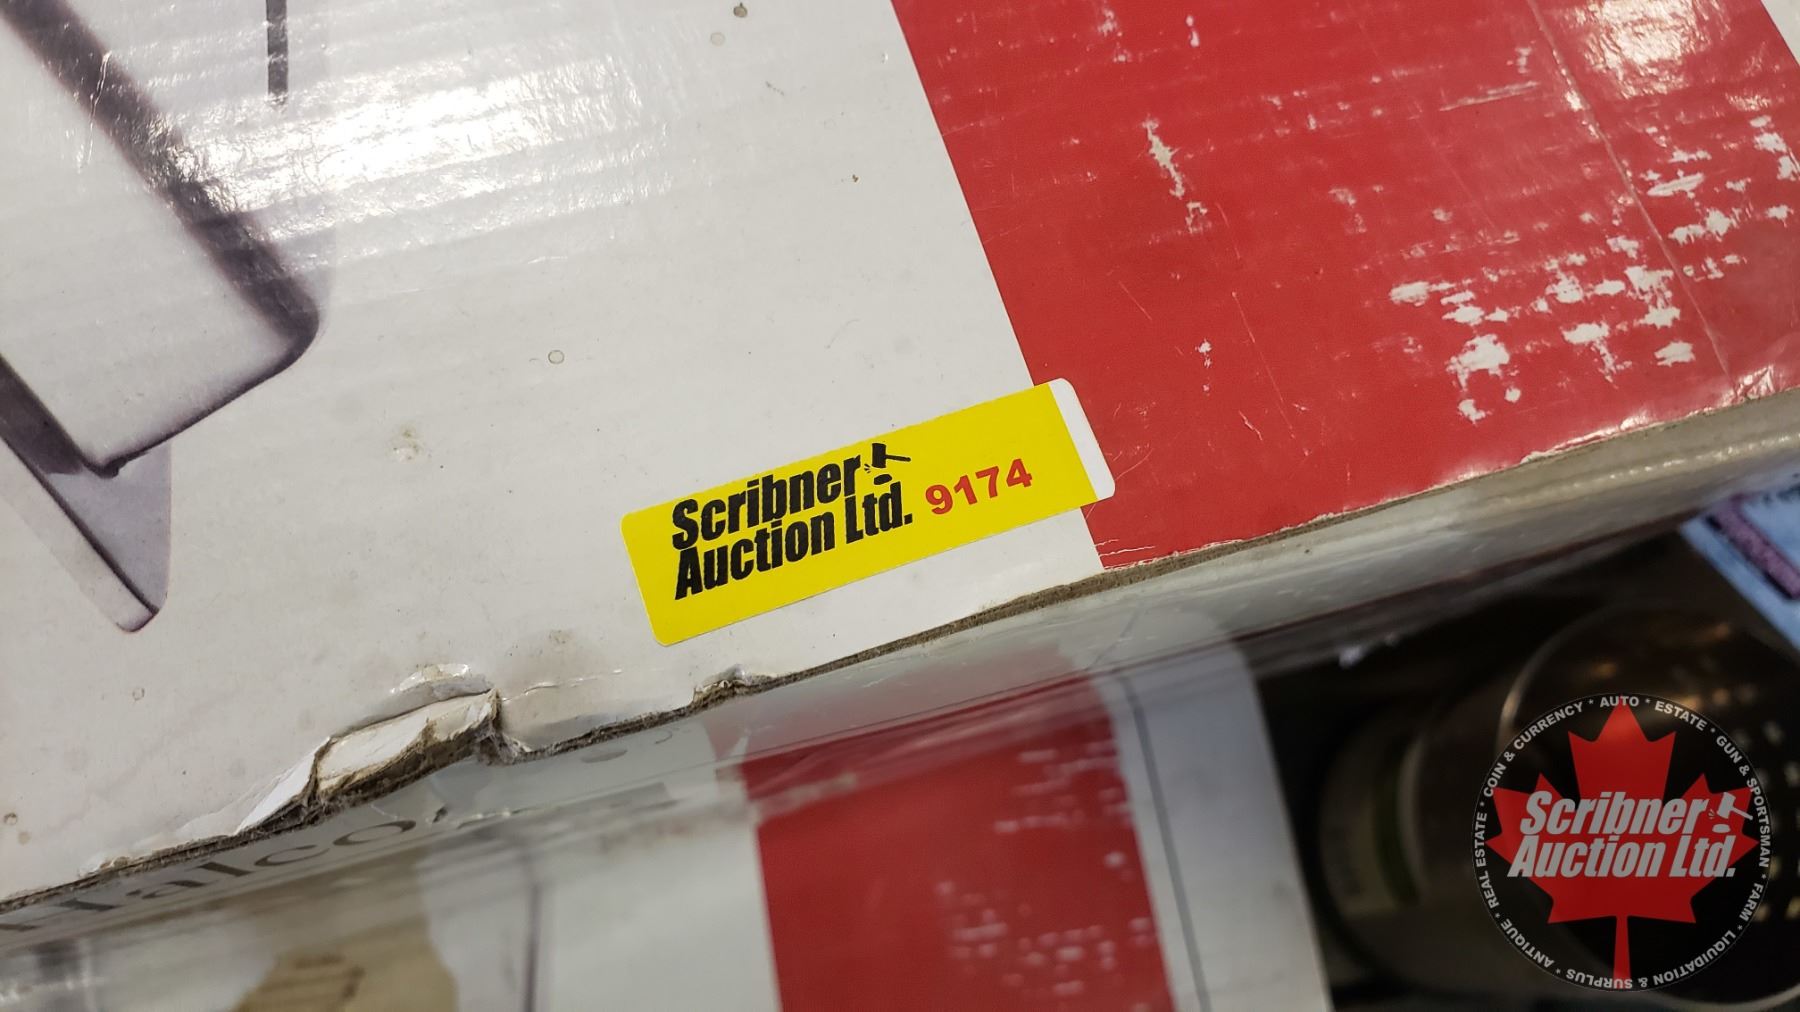 Scribner
Auction Ltd. 9174
Halco
COIN & CURRENCY * AUTO * ESTATE * GUN & SPORTSMAN * FARM * LIQUIDATION & SURPLUS * ANTIQUE * REAL ESTATE *
Scribner
Auction Ltd.